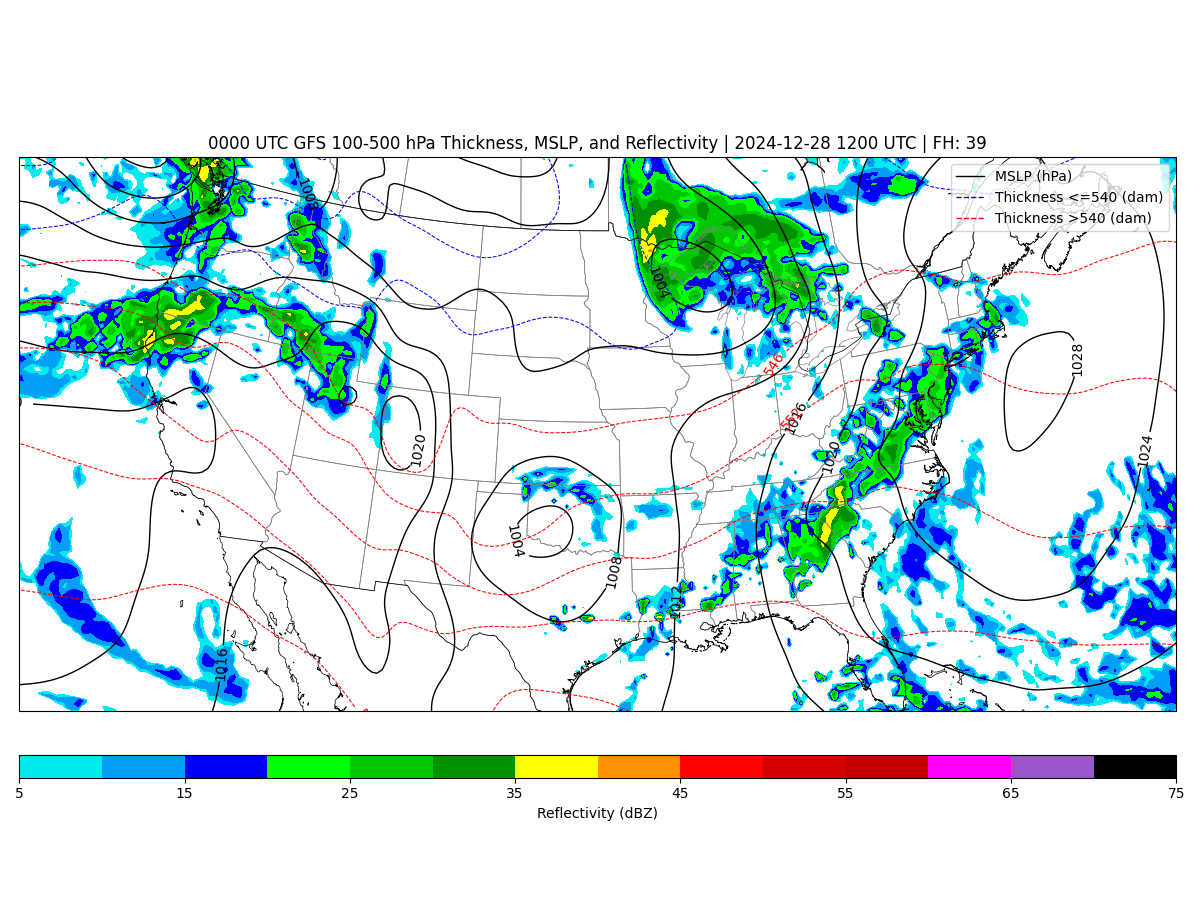 0000 UTC GFS 100-500 hPa Thickness, MSLP, and Reflectivity | 2024-12-28 1200 UTC | FH: 39
MSLP (hPa)
Thickness <=540 (dam)
Thickness >540 (dam)
1008
1004
1028
546
1016
1020
1020
1024
1004
1008
1012
1016
5 15 25 35 45 55 65 75
Reflectivity (dBZ)